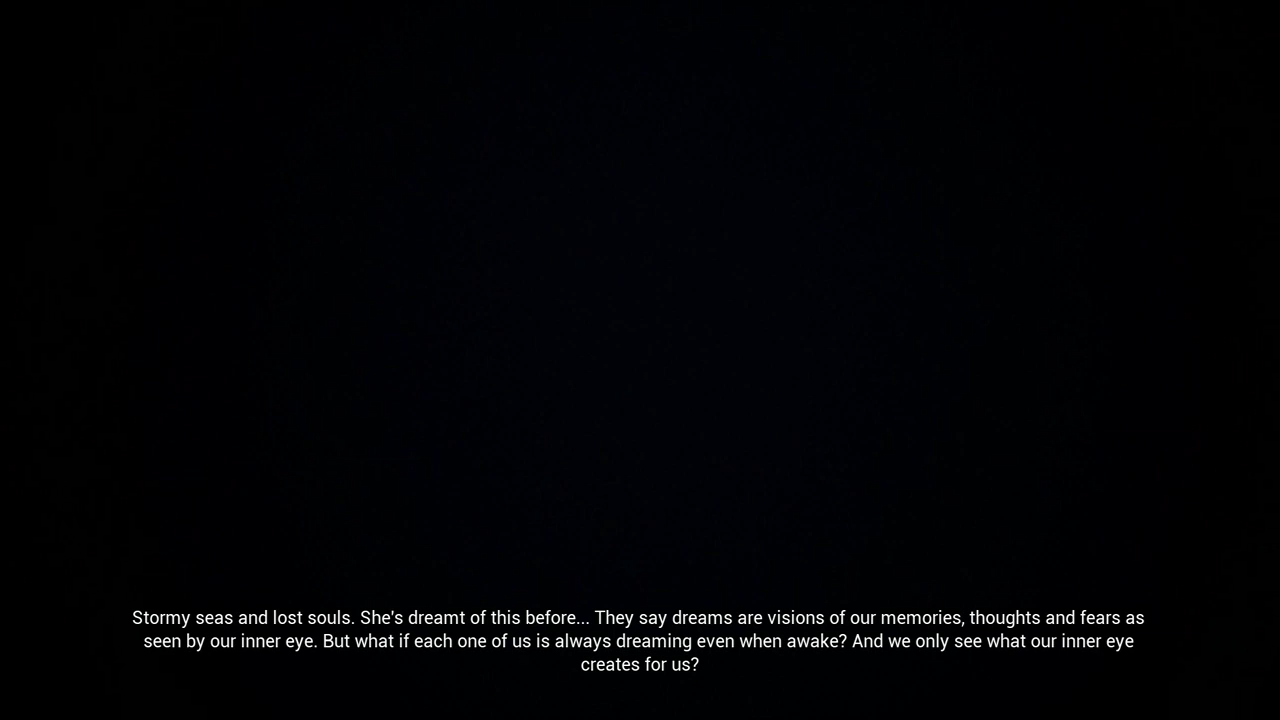 Stormy seas and lost souls. She's dreamt of this before... They say dreams are visions of our memories, thoughts and fears as
seen by our inner eye. But what if each one of us is always dreaming even when awake? And we only see what our inner eye
creates for us?